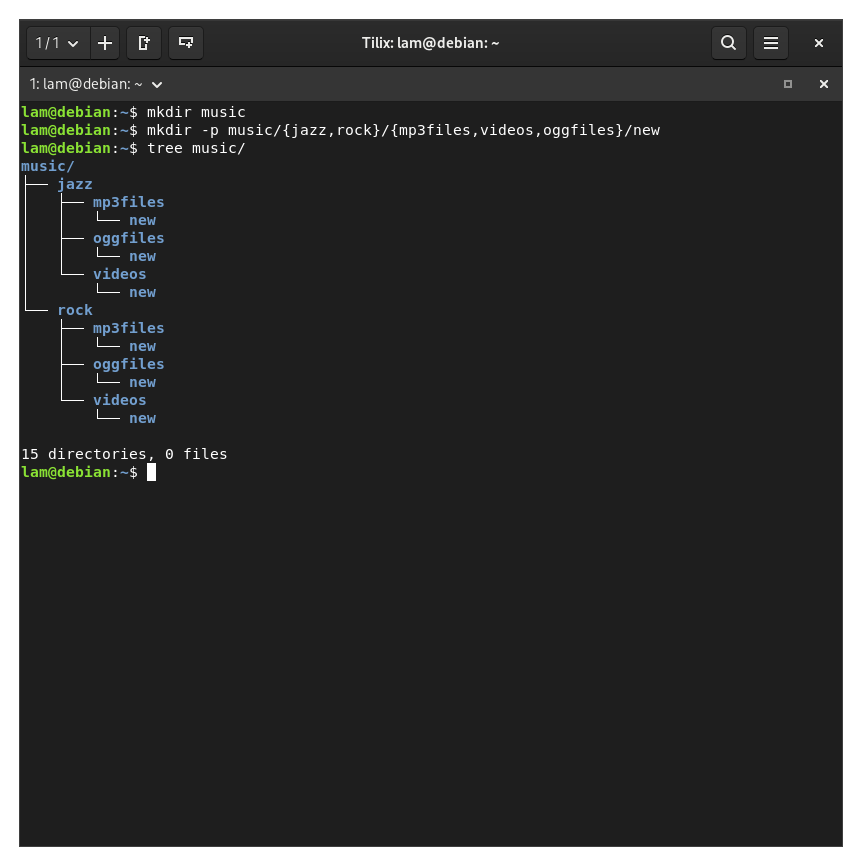 1 / 1
Tilix: lam@debian: ~
1: lam@debian: ~
lam@debian:~$ mkdir music
lam@debian:~$ mkdir -p music/{jazz,rock}/{mp3files,videos,oggfiles}/new
lam@debian:~$ tree music/
music/
├── jazz
│   ├── mp3files
│   │   └── new
│   ├── oggfiles
│   │   └── new
│   └── videos
│       └── new
└── rock
    ├── mp3files
    │   └── new
    ├── oggfiles
    │   └── new
    └── videos
        └── new
15 directories, 0 files
lam@debian:~$